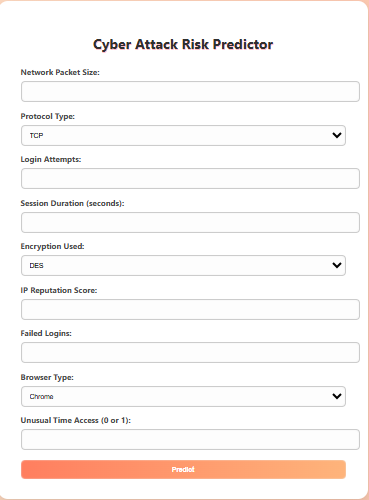 Cyber Attack Risk Predictor
Network Packet Size:
Protocol Type:
TCP
Login Attempts:
Session Duration (seconds):
Encryption Used:
DES
IP Reputation Score:
Failed Logins:
Browser Type:
Chrome
Unusual Time Access (0 or 1):
Predict